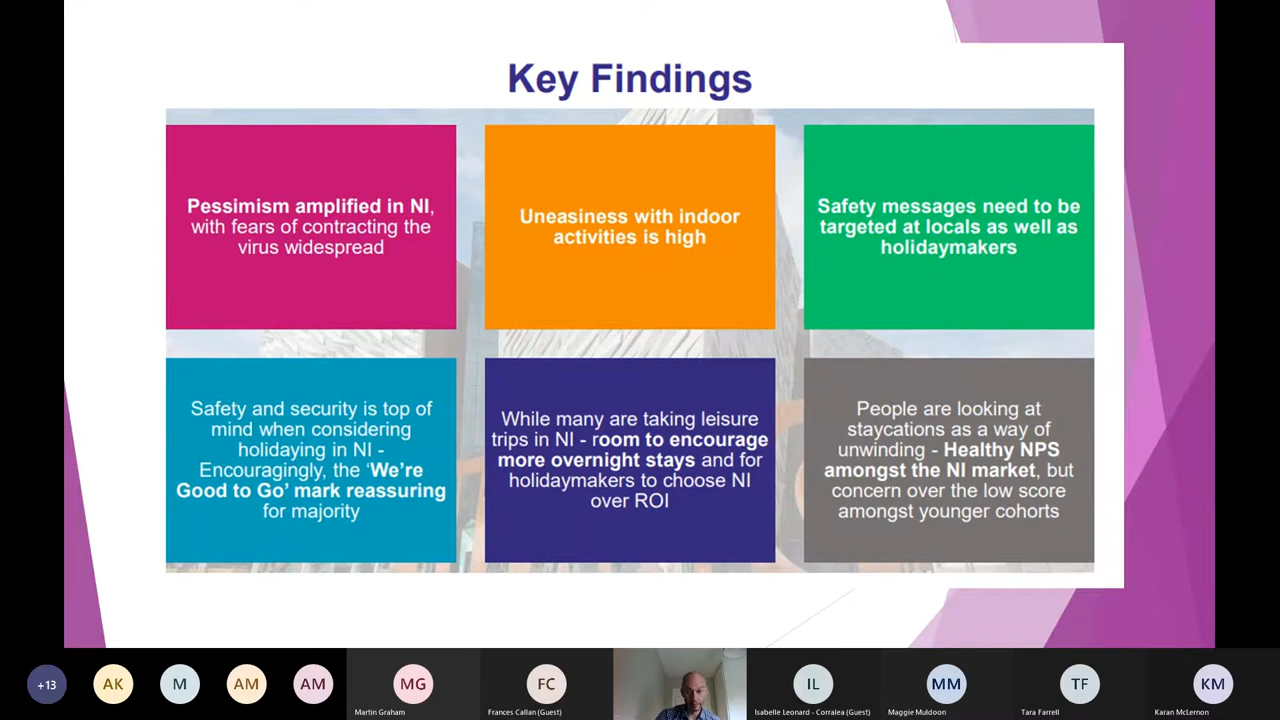 Key Findings
Pessimism amplified in NI,
with fears of contracting the
virus widespread
Uneasiness with indoor
activities is high
Safety messages need to be
targeted at locals as well as
holidaymakers
Safety and security is top of
mind when considering
holidaying in NI -
Encouragingly, the ‘We’re
Good to Go’ mark reassuring
for majority
While many are taking leisure
trips in NI - room to encourage
more overnight stays and for
holidaymakers to choose NI
over ROI
People are looking at
staycations as a way of
unwinding - Healthy NPS
amongst the NI market, but
concern over the low score
amongst younger cohorts
+13
AK
M
AM
AM
MG
Martin Graham
FC
Frances Callan (Guest)
IL
Isabelle Leonard - Corralea (Guest)
MM
Maggie Muldoon
TF
Tara Farrell
KM
Karan McLernon